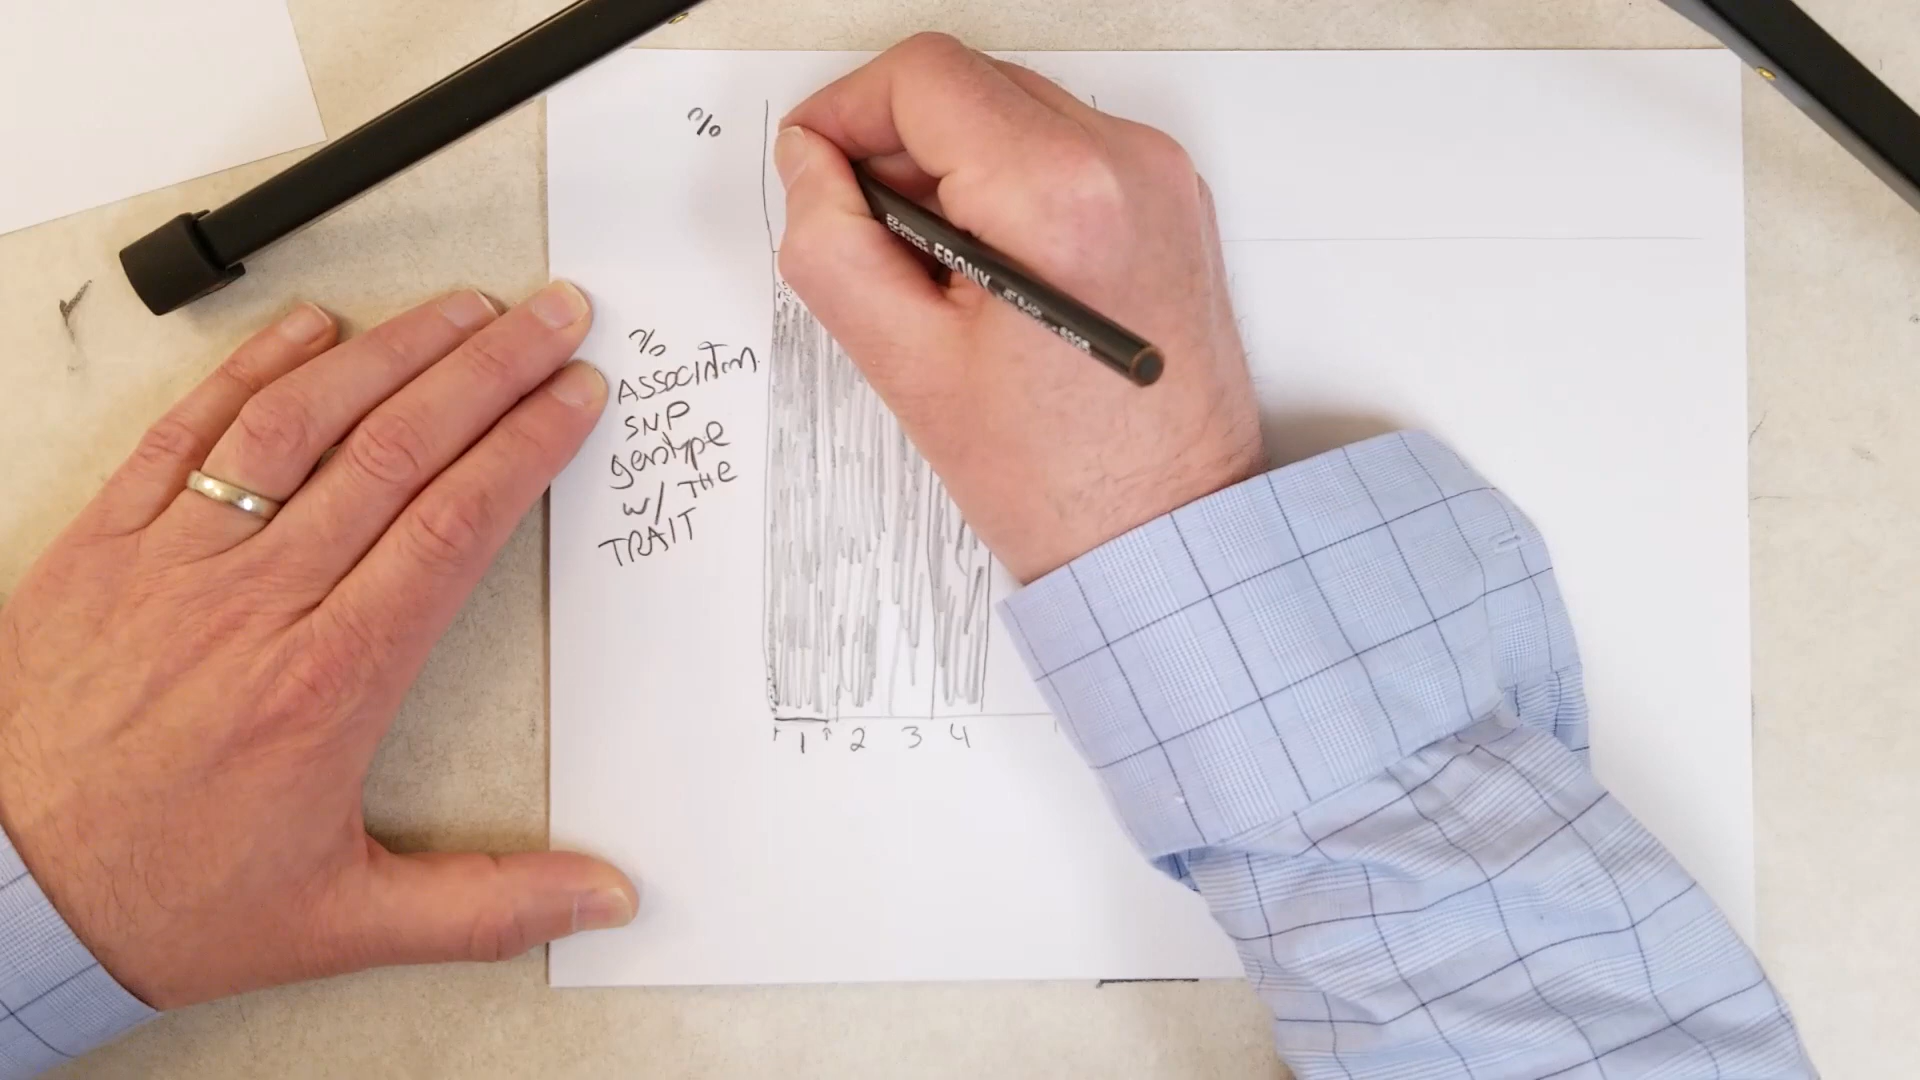 %
%
ASSOCIATION
SNP
genotype
w/ THE
TRAIT
EBONY
1 2 3 4